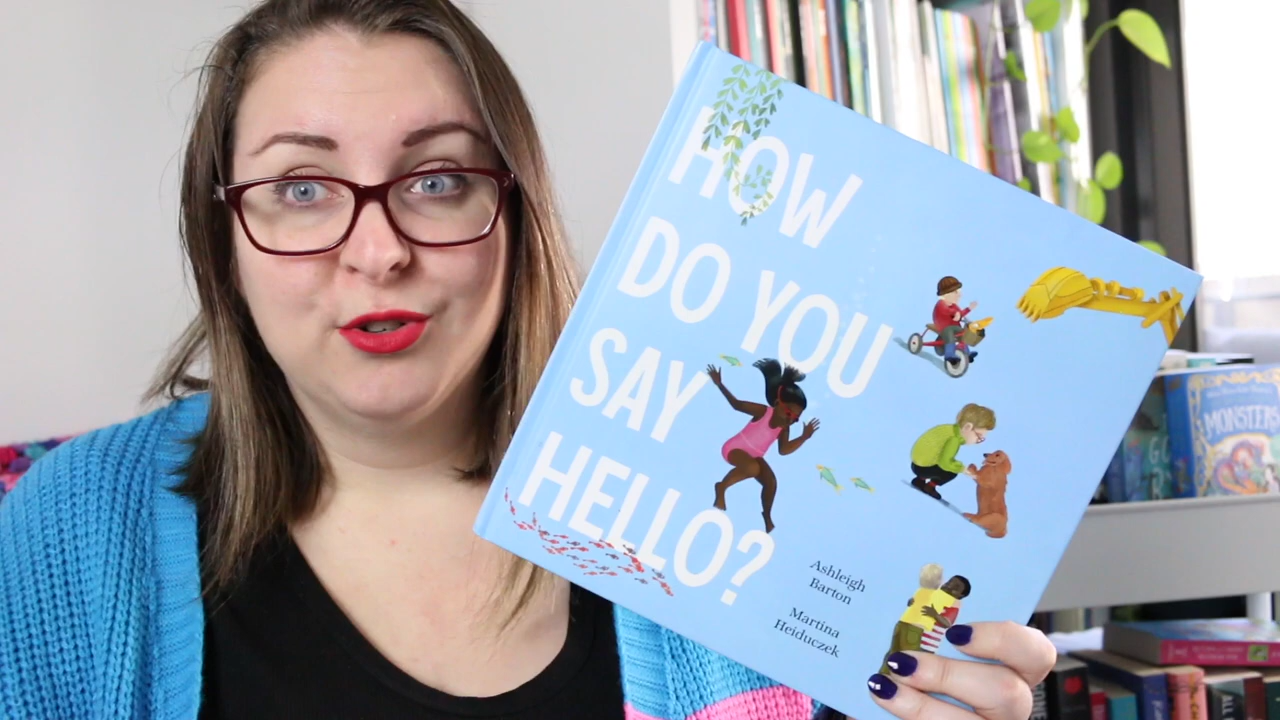 HOW
DO YOU
SAY
HELLO?
Ashleigh
Barton
Martina
Heiduczek
MONSTERS